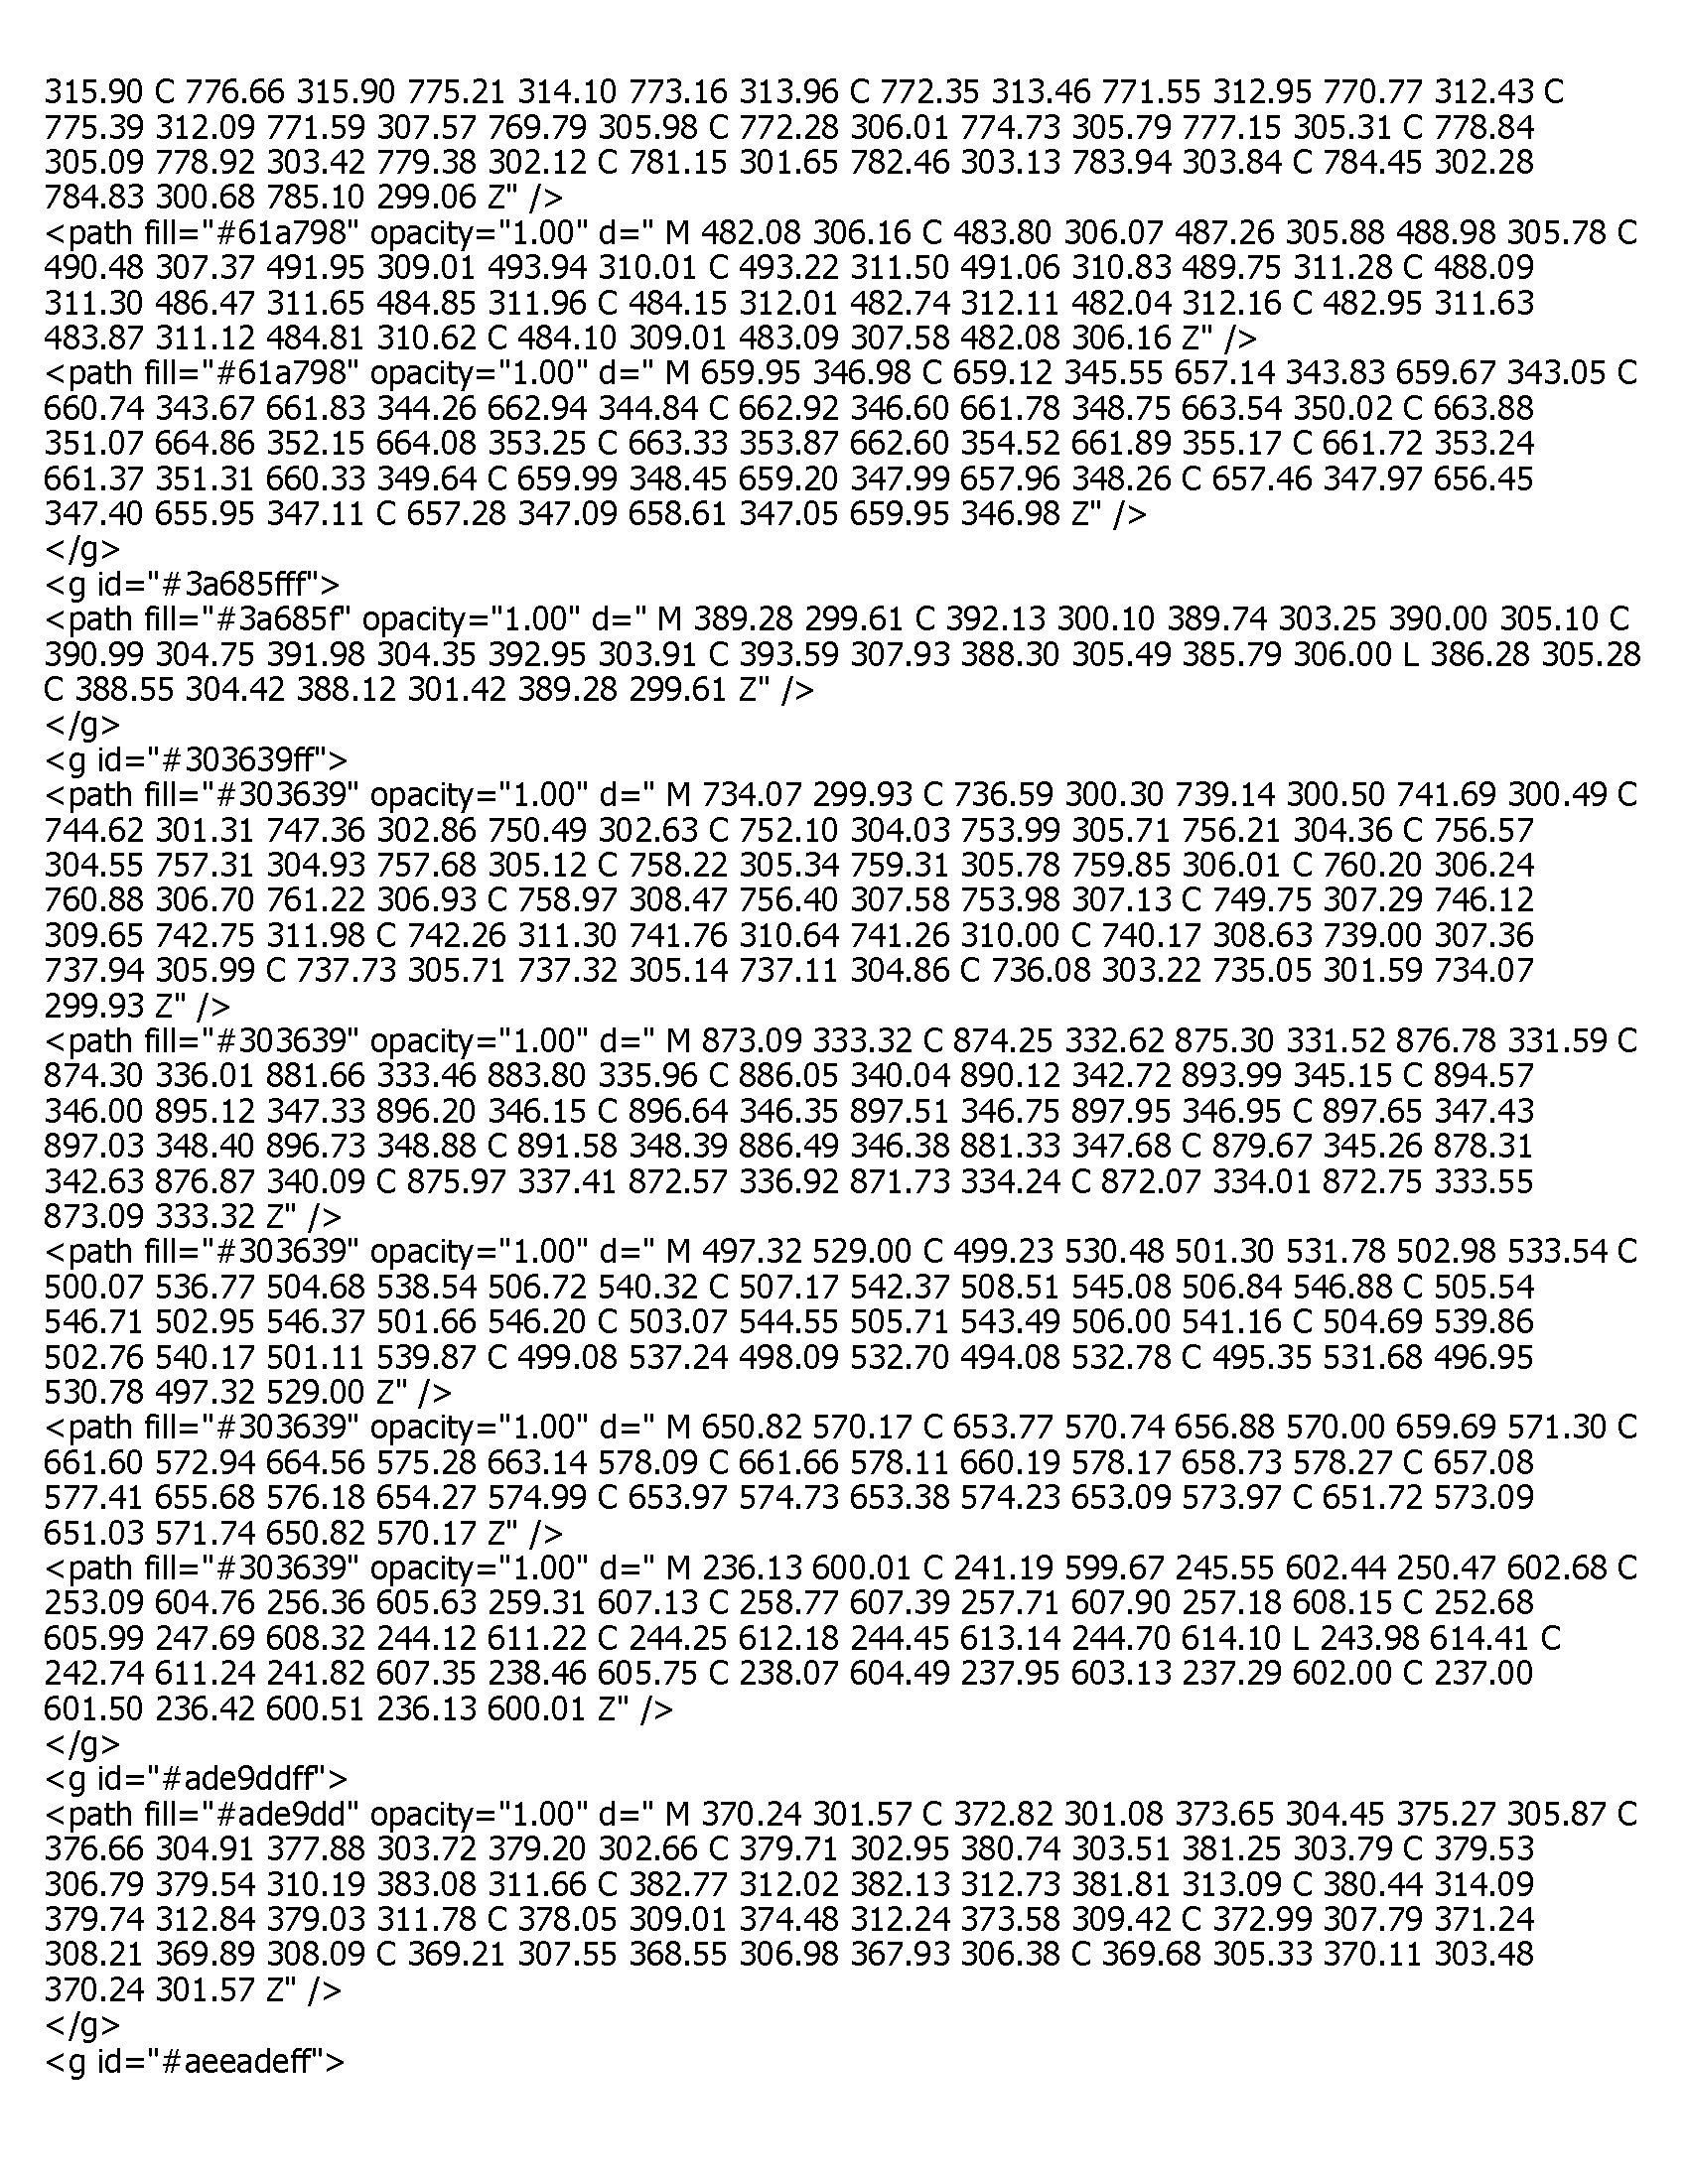 315.90 C 776.66 315.90 775.21 314.10 773.16 313.96 C 772.35 313.46 771.55 312.95 770.77 312.43 C
775.39 312.09 771.59 307.57 769.79 305.98 C 772.28 306.01 774.73 305.79 777.15 305.31 C 778.84
305.09 778.92 303.42 779.38 302.12 C 781.15 301.65 782.46 303.13 783.94 303.84 C 784.45 302.28
784.83 300.68 785.10 299.06 Z" />
<path fill="#61a798" opacity="1.00" d=" M 482.08 306.16 C 483.80 306.07 487.26 305.88 488.98 305.78 C
490.48 307.37 491.95 309.01 493.94 310.01 C 493.22 311.50 491.06 310.83 489.75 311.28 C 488.09
311.30 486.47 311.65 484.85 311.96 C 484.15 312.01 482.74 312.11 482.04 312.16 C 482.95 311.63
483.87 311.12 484.81 310.62 C 484.10 309.01 483.09 307.58 482.08 306.16 Z" />
<path fill="#61a798" opacity="1.00" d=" M 659.95 346.98 C 659.12 345.55 657.14 343.83 659.67 343.05 C
660.74 343.67 661.83 344.26 662.94 344.84 C 662.92 346.60 661.78 348.75 663.54 350.02 C 663.88
351.07 664.86 352.15 664.08 353.25 C 663.33 353.87 662.60 354.52 661.89 355.17 C 661.72 353.24
661.37 351.31 660.33 349.64 C 659.99 348.45 659.20 347.99 657.96 348.26 C 657.46 347.97 656.45
347.40 655.95 347.11 C 657.28 347.09 658.61 347.05 659.95 346.98 Z" />
</g>
<g id="#3a685fff">
<path fill="#3a685f" opacity="1.00" d=" M 389.28 299.61 C 392.13 300.10 389.74 303.25 390.00 305.10 C
390.99 304.75 391.98 304.35 392.95 303.91 C 393.59 307.93 388.30 305.49 385.79 306.00 L 386.28 305.28
C 388.55 304.42 388.12 301.42 389.28 299.61 Z" />
</g>
<g id="#303639ff">
<path fill="#303639" opacity="1.00" d=" M 734.07 299.93 C 736.59 300.30 739.14 300.50 741.69 300.49 C
744.62 301.31 747.36 302.86 750.49 302.63 C 752.10 304.03 753.99 305.71 756.21 304.36 C 756.57
304.55 757.31 304.93 757.68 305.12 C 758.22 305.34 759.31 305.78 759.85 306.01 C 760.20 306.24
760.88 306.70 761.22 306.93 C 758.97 308.47 756.40 307.58 753.98 307.13 C 749.75 307.29 746.12
309.65 742.75 311.98 C 742.26 311.30 741.76 310.64 741.26 310.00 C 740.17 308.63 739.00 307.36
737.94 305.99 C 737.73 305.71 737.32 305.14 737.11 304.86 C 736.08 303.22 735.05 301.59 734.07
299.93 Z" />
<path fill="#303639" opacity="1.00" d=" M 873.09 333.32 C 874.25 332.62 875.30 331.52 876.78 331.59 C
874.30 336.01 881.66 333.46 883.80 335.96 C 886.05 340.04 890.12 342.72 893.99 345.15 C 894.57
346.00 895.12 347.33 896.20 346.15 C 896.64 346.35 897.51 346.75 897.95 346.95 C 897.65 347.43
897.03 348.40 896.73 348.88 C 891.58 348.39 886.49 346.38 881.33 347.68 C 879.67 345.26 878.31
342.63 876.87 340.09 C 875.97 337.41 872.57 336.92 871.73 334.24 C 872.07 334.01 872.75 333.55
873.09 333.32 Z" />
<path fill="#303639" opacity="1.00" d=" M 497.32 529.00 C 499.23 530.48 501.30 531.78 502.98 533.54 C
500.07 536.77 504.68 538.54 506.72 540.32 C 507.17 542.37 508.51 545.08 506.84 546.88 C 505.54
546.71 502.95 546.37 501.66 546.20 C 503.07 544.55 505.71 543.49 506.00 541.16 C 504.69 539.86
502.76 540.17 501.11 539.87 C 499.08 537.24 498.09 532.70 494.08 532.78 C 495.35 531.68 496.95
530.78 497.32 529.00 Z" />
<path fill="#303639" opacity="1.00" d=" M 650.82 570.17 C 653.77 570.74 656.88 570.00 659.69 571.30 C
661.60 572.94 664.56 575.28 663.14 578.09 C 661.66 578.11 660.19 578.17 658.73 578.27 C 657.08
577.41 655.68 576.18 654.27 574.99 C 653.97 574.73 653.38 574.23 653.09 573.97 C 651.72 573.09
651.03 571.74 650.82 570.17 Z" />
<path fill="#303639" opacity="1.00" d=" M 236.13 600.01 C 241.19 599.67 245.55 602.44 250.47 602.68 C
253.09 604.76 256.36 605.63 259.31 607.13 C 258.77 607.39 257.71 607.90 257.18 608.15 C 252.68
605.99 247.69 608.32 244.12 611.22 C 244.25 612.18 244.45 613.14 244.70 614.10 L 243.98 614.41 C
242.74 611.24 241.82 607.35 238.46 605.75 C 238.07 604.49 237.95 603.13 237.29 602.00 C 237.00
601.50 236.42 600.51 236.13 600.01 Z" />
</g>
<g id="#ade9ddff">
<path fill="#ade9dd" opacity="1.00" d=" M 370.24 301.57 C 372.82 301.08 373.65 304.45 375.27 305.87 C
376.66 304.91 377.88 303.72 379.20 302.66 C 379.71 302.95 380.74 303.51 381.25 303.79 C 379.53
306.79 379.54 310.19 383.08 311.66 C 382.77 312.02 382.13 312.73 381.81 313.09 C 380.44 314.09
379.74 312.84 379.03 311.78 C 378.05 309.01 374.48 312.24 373.58 309.42 C 372.99 307.79 371.24
308.21 369.89 308.09 C 369.21 307.55 368.55 306.98 367.93 306.38 C 369.68 305.33 370.11 303.48
370.24 301.57 Z" />
</g>
<g id="#aeeadeff">